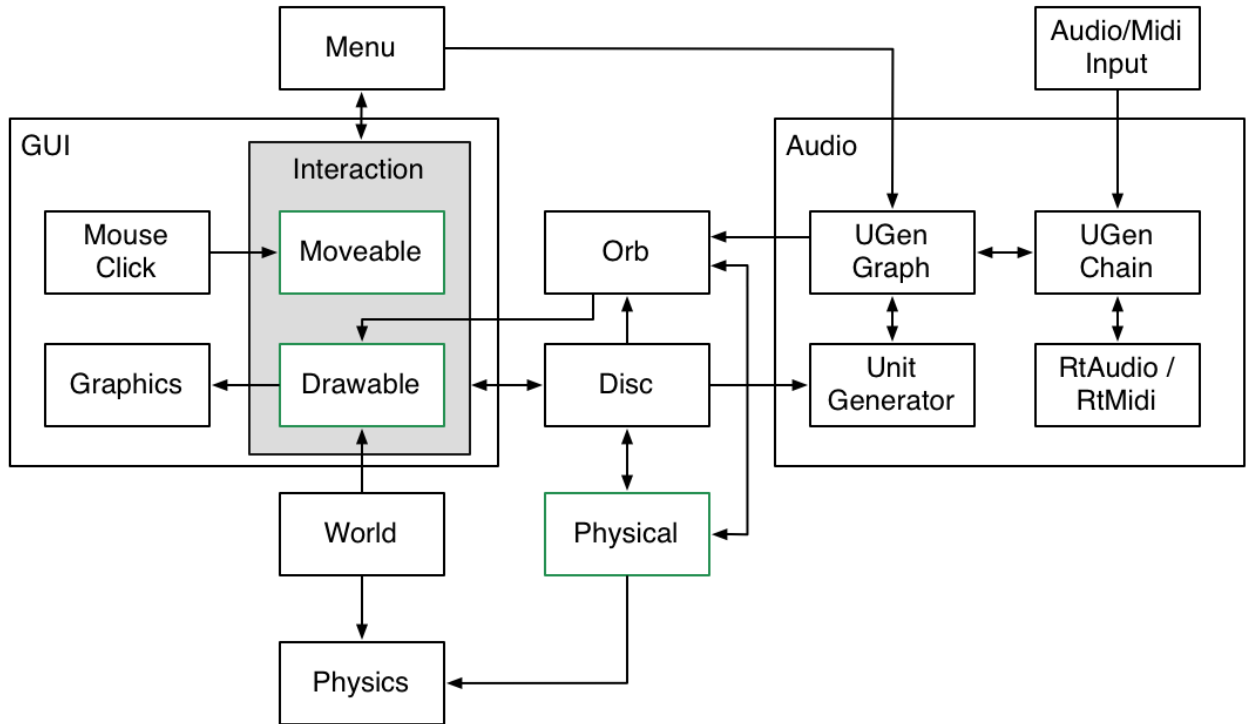 Menu
Audio/Midi
Input
GUI
Interaction
Audio
Mouse
Click
Moveable
Orb
UGen
Graph
UGen
Chain
Graphics
Drawable
Disc
Unit
Generator
RtAudio /
RtMidi
World
Physical
Physics